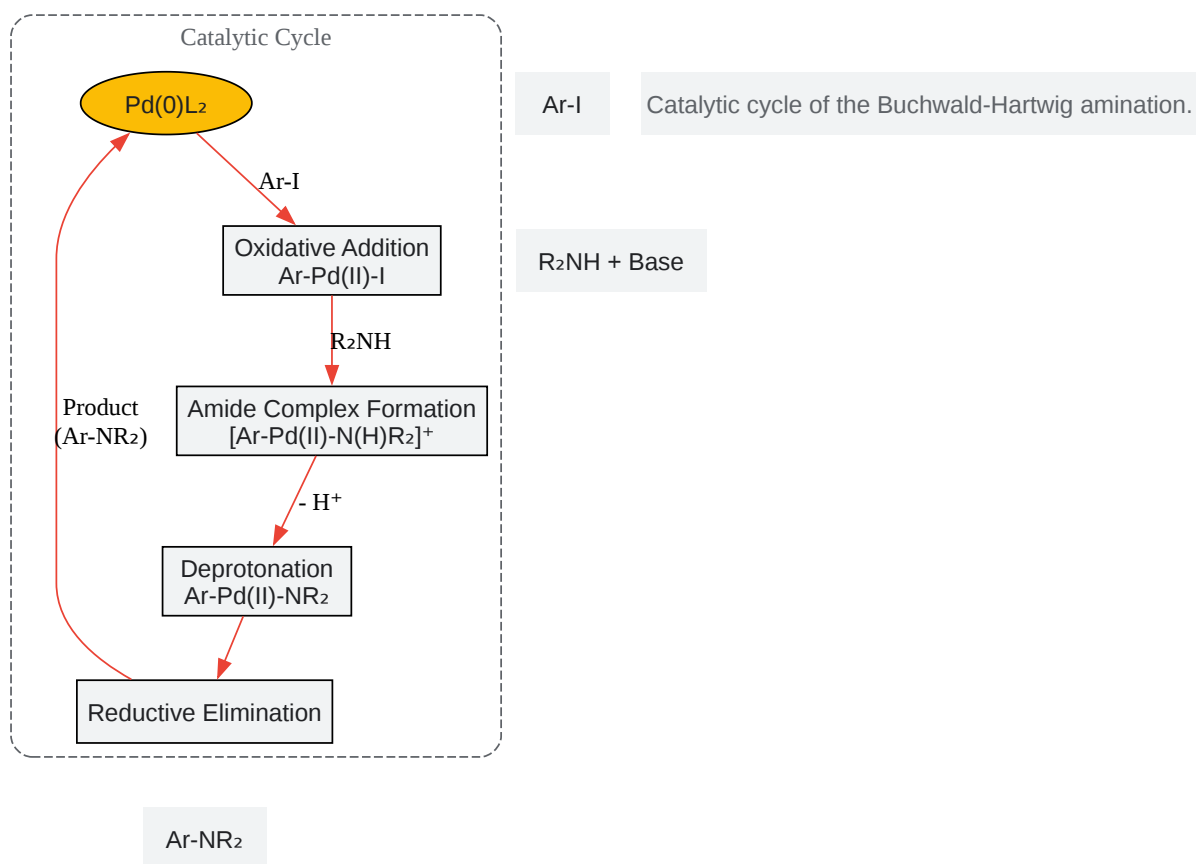 Catalytic Cycle
Pd(0)L₂
Ar-I
Catalytic cycle of the Buchwald-Hartwig amination.
Ar-I
Oxidative Addition
Ar-Pd(II)-I
R₂NH + Base
R₂NH
Amide Complex Formation
[Ar-Pd(II)-N(H)R₂]⁺
Product
(Ar-NR₂)
- H⁺
Deprotonation
Ar-Pd(II)-NR₂
Reductive Elimination
Ar-NR₂